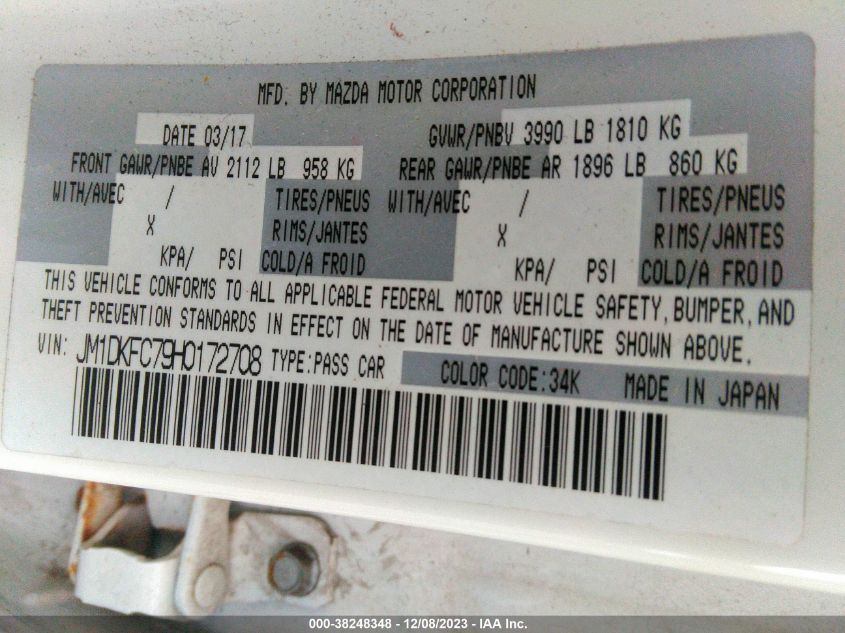 MFD. BY MAZDA MOTOR CORPORATION
DATE 03/17 GVWR/PNBV 3990 LB 1810 KG
FRONT GAWR/PNBE AV 2112 LB 958 KG REAR GAWR/PNBE AR 1896 LB 860 KG
WITH/AVEC / TIRES/PNEUS WITH/AVEC / TIRES/PNEUS
X RIMS/JANTES X RIMS/JANTES
KPA/ PSI COLD/A FROID KPA/ PSI COLD/A FROID
THIS VEHICLE CONFORMS TO ALL APPLICABLE FEDERAL MOTOR VEHICLE SAFETY, BUMPER, AND
THEFT PREVENTION STANDARDS IN EFFECT ON THE DATE OF MANUFACTURE SHOWN ABOVE.
VIN: JM1DKFC79H0172708 TYPE:PASS CAR COLOR CODE:34K MADE IN JAPAN
000-38248348 - 12/08/2023 - IAA Inc.